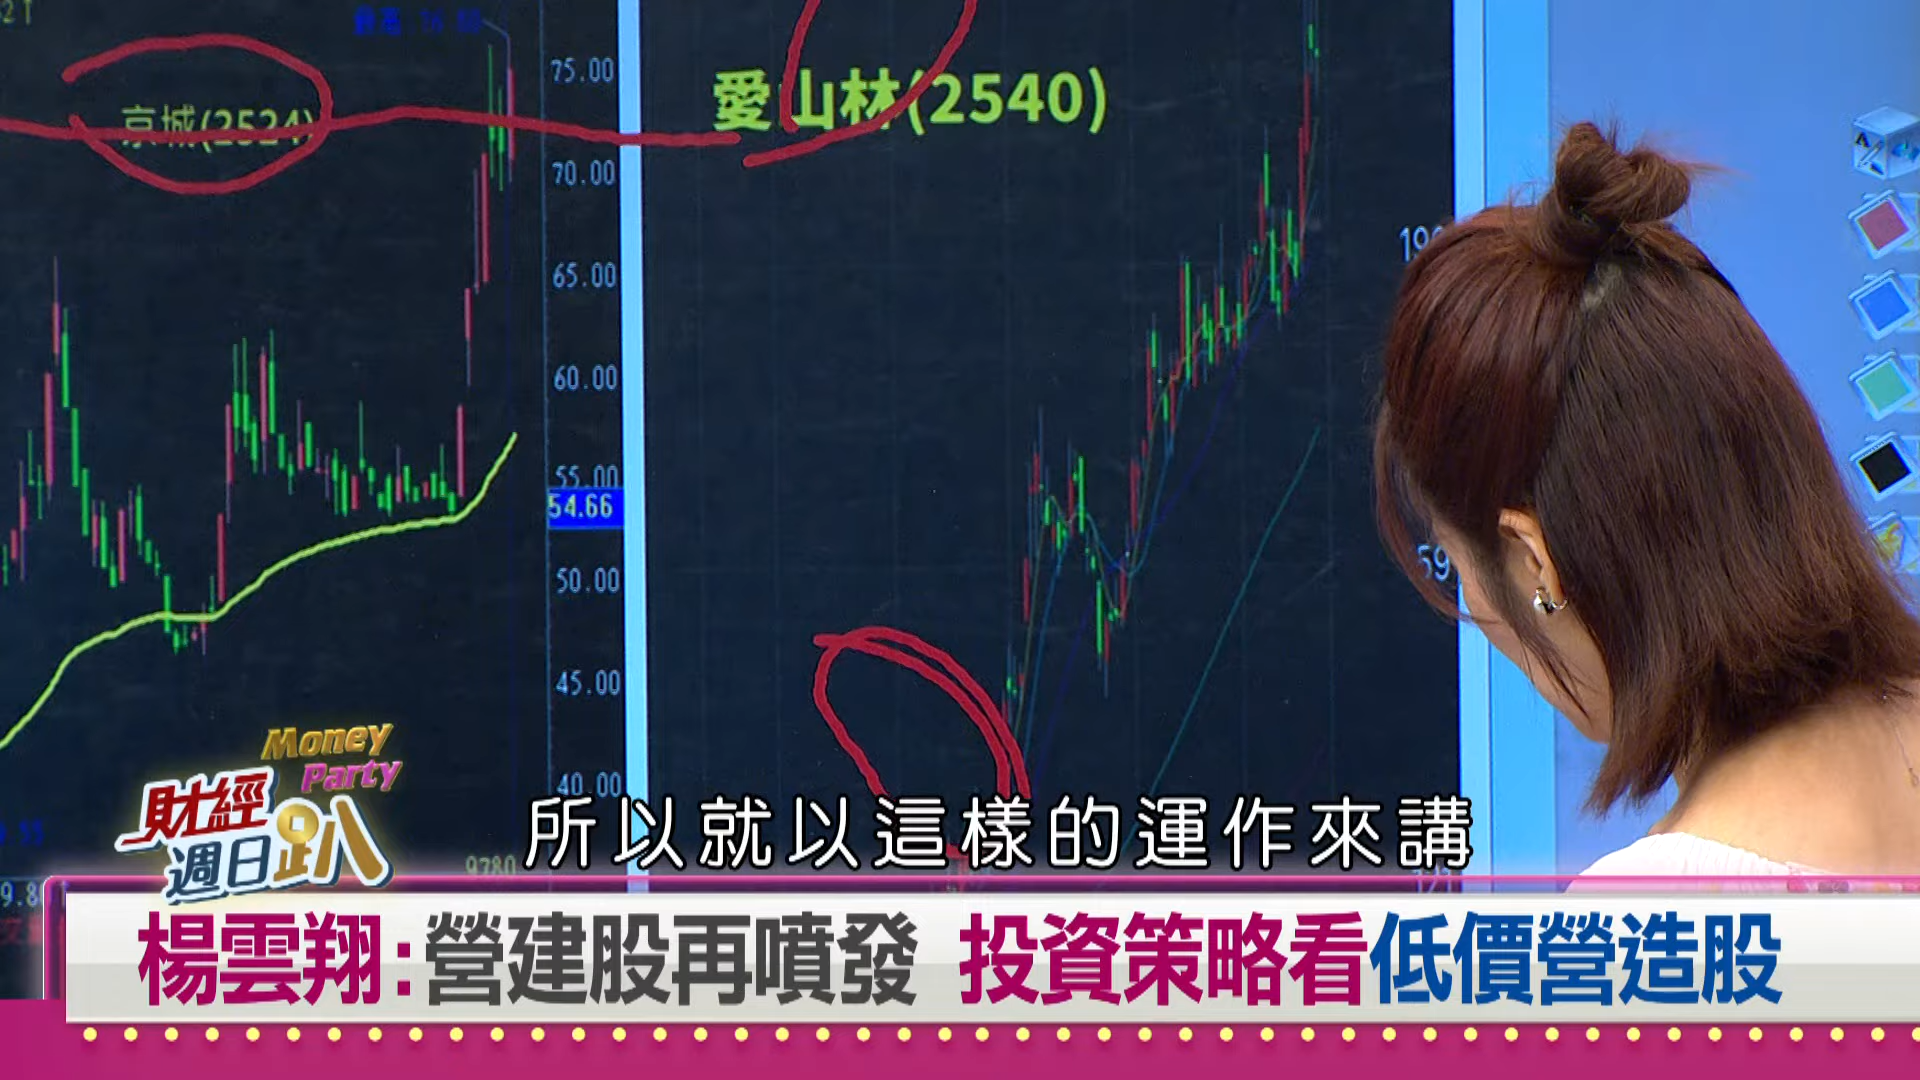 75.00
愛山林(2540)
京城(2524)
70.00
65.00
60.00
55.00
54.66
50.00
45.00
40.00
Money
Party
財經
週日趴
所以就以這樣的運作來講
9780
楊雲翔:營建股再噴發 投資策略看低價營造股